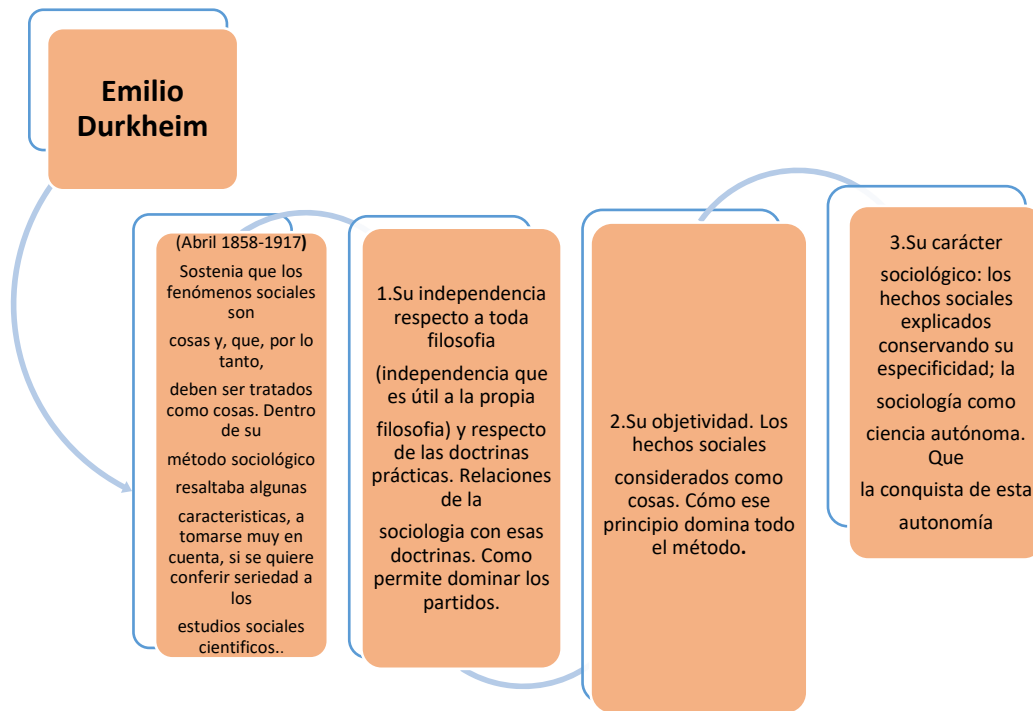 Emilio
Durkheim
(Abril 1858-1917)
Sostenia que los
fenómenos sociales
son
cosas y, que, por lo
tanto,
deben ser tratados
como cosas. Dentro
de su
método sociológico
resaltaba algunas
caracteristicas, a
tomarse muy en
cuenta, si se quiere
conferir seriedad a
los
estudios sociales
cientificos..
1.Su independencia
respecto a toda
filosofia
(independencia que
es útil a la propia
filosofia) y respecto
de las doctrinas
prácticas. Relaciones
de la
sociologia con esas
doctrinas. Como
permite dominar los
partidos.
2.Su objetividad. Los
hechos sociales
considerados como
cosas. Cómo ese
principio domina todo
el método.
3.Su carácter
sociológico: los
hechos sociales
explicados
conservando su
especificidad; la
sociología como
ciencia autónoma.
Que
la conquista de esta
autonomía